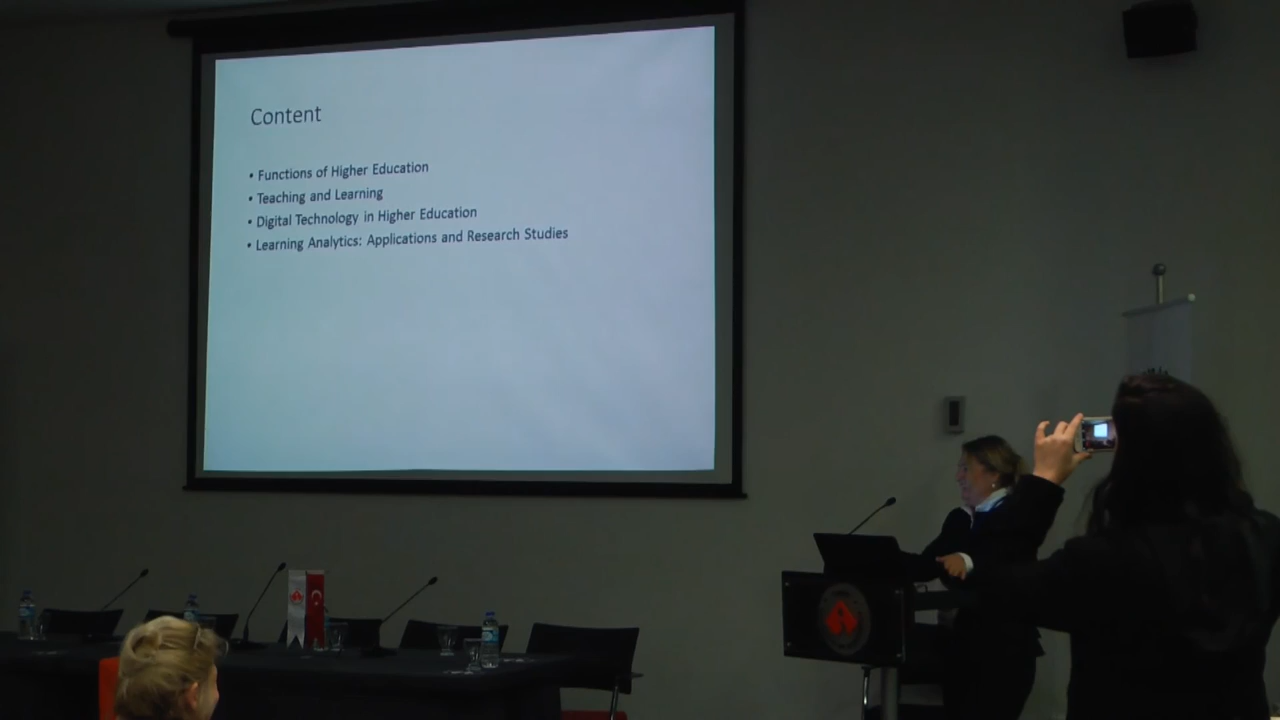 Content
• Functions of Higher Education
• Teaching and Learning
• Digital Technology in Higher Education
• Learning Analytics: Applications and Research Studies